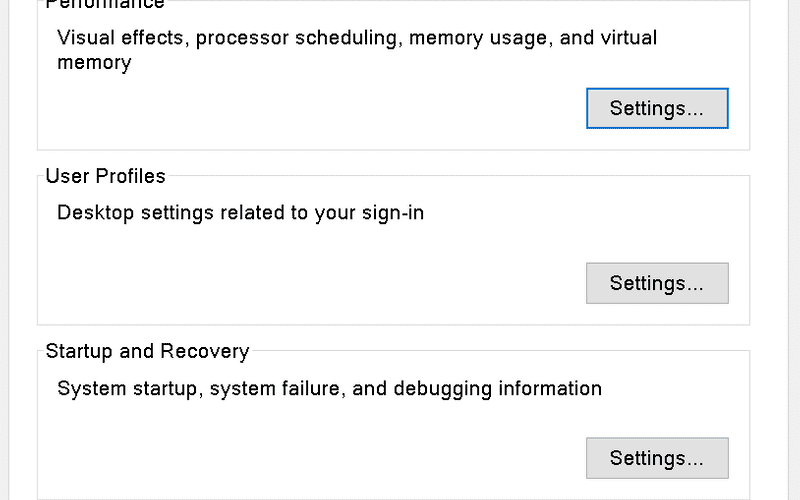 Performance
Visual effects, processor scheduling, memory usage, and virtual
memory
Settings...
User Profiles
Desktop settings related to your sign-in
Settings...
Startup and Recovery
System startup, system failure, and debugging information
Settings...